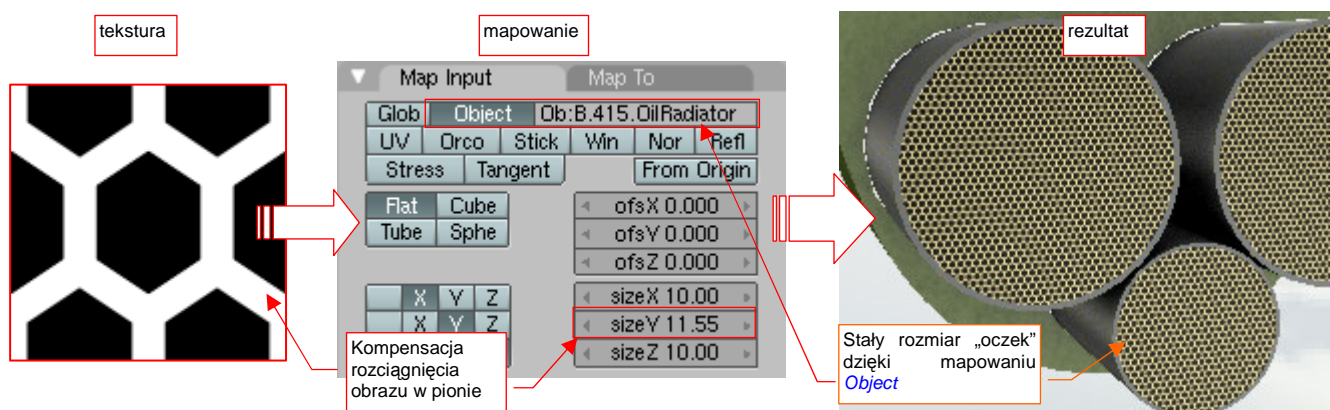 tekstura
mapowanie
rezultat
Map Input
Map To
Glob Object Ob:B.415.OilRadiator
UV Orco Stick Win Nor Refl
Stress Tangent From Origin
Flat Cube
Tube Sphe
ofsX 0.000
ofsY 0.000
ofsZ 0.000
X Y Z
X Y Z
sizeX 10.00
sizeY 11.55
sizeZ 10.00
Kompensacja
rozciągnięcia
obrazu w pionie
Stały rozmiar „oczek”
dzięki mapowaniu
Object